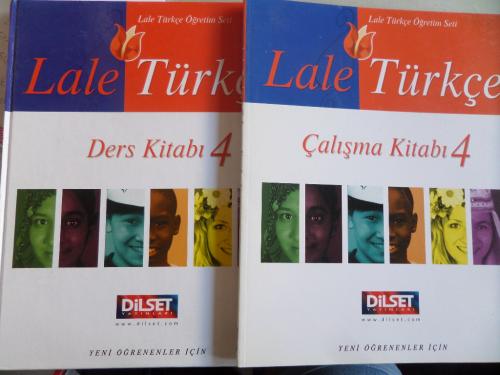 Lale Türkçe Öğretim Seti
Lale Türkç
Ders Kitabı 4
DİLSET
YAYINLARI
www.dilset.com
YENİ ÖĞRENENLER İÇİN
Lale Türkçe Öğretim Seti
Lale Türkçe
Çalışma Kitabı 4
DİLSET
YAYINLARI
www.dilset.com
YENİ ÖĞRENENLER İÇİN